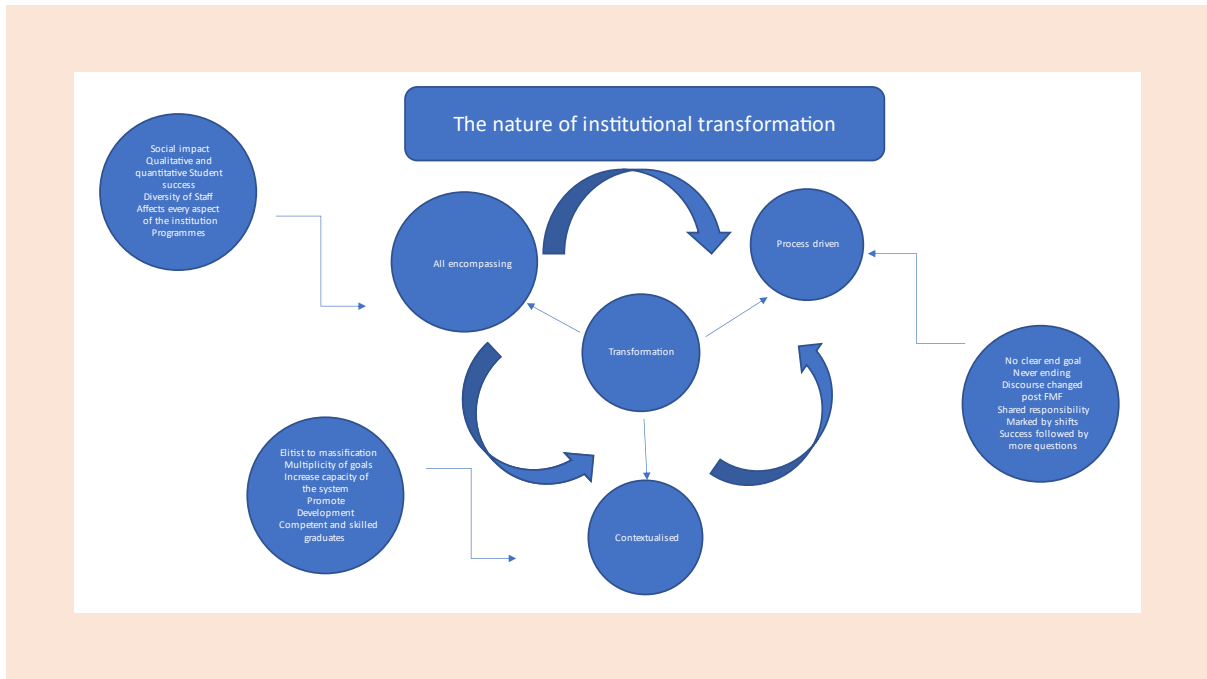 The nature of institutional transformation
Social impact
Qualitative and
quantitative Student
success
Diversity of Staff
Affects every aspect
of the institution
Programmes
All encompassing
Process driven
Transformation
No clear end goal
Never ending
Discourse changed
post FMF
Shared responsibility
Marked by shifts
Success followed by
more questions
Elitist to massification
Multiplicity of goals
Increase capacity of
the system
Promote
Development
Competent and skilled
graduates
Contextualised